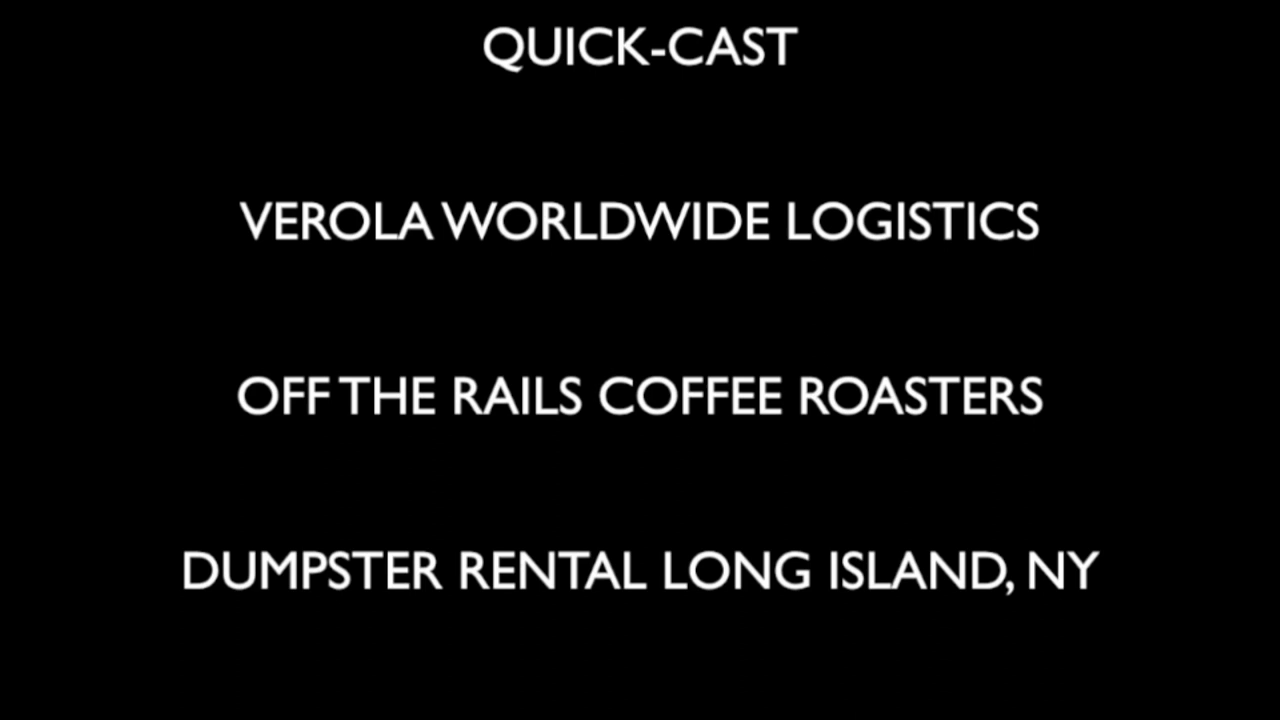 QUICK-CAST
VEROLA WORLDWIDE LOGISTICS
OFF THE RAILS COFFEE ROASTERS
DUMPSTER RENTAL LONG ISLAND, NY